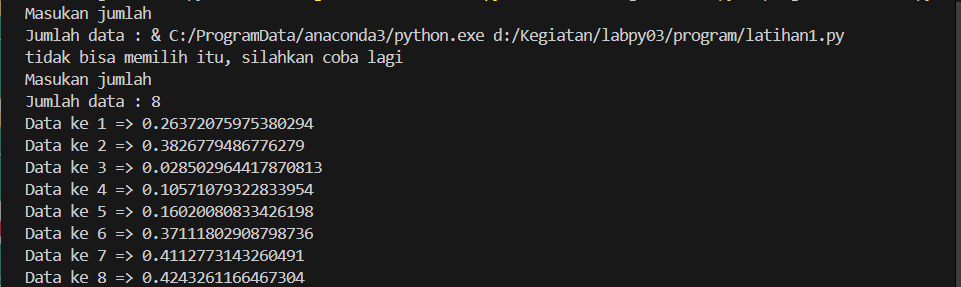 Masukan jumlah
Jumlah data : & C:/ProgramData/anaconda3/python.exe d:/Kegiatan/labpy03/program/latihan1.py
tidak bisa memilih itu, silahkan coba lagi
Masukan jumlah
Jumlah data : 8
Data ke 1 => 0.26372075975380294
Data ke 2 => 0.3826779486776279
Data ke 3 => 0.028502964417870813
Data ke 4 => 0.10571079322833954
Data ke 5 => 0.16020080833426198
Data ke 6 => 0.37111802908798736
Data ke 7 => 0.4112773143260491
Data ke 8 => 0.4243261166467304